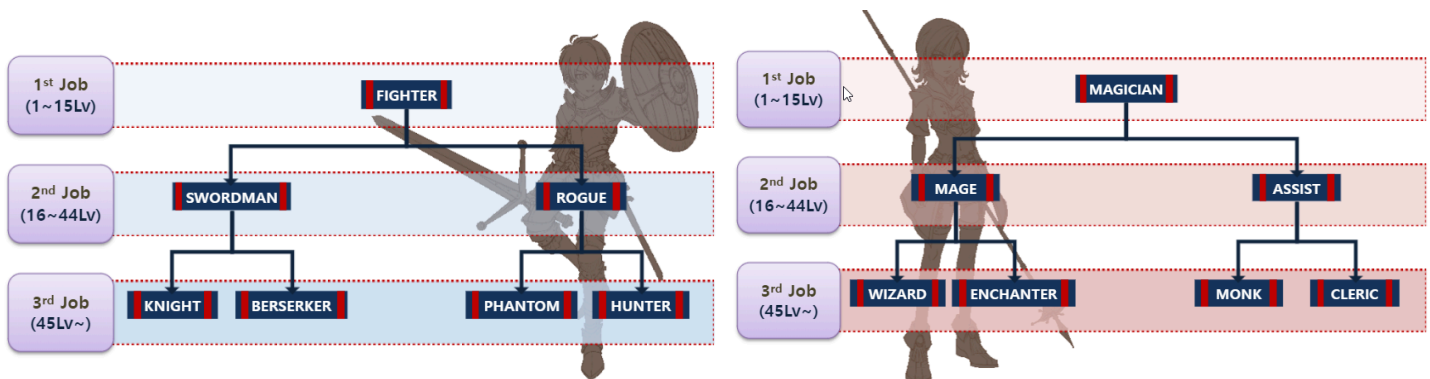 1st Job
(1~15Lv)
FIGHTER
2nd Job
(16~44Lv)
SWORDMAN
ROGUE
3rd Job
(45Lv~)
KNIGHT
BERSERKER
PHANTOM
HUNTER
1st Job
(1~15Lv)
MAGICIAN
2nd Job
(16~44Lv)
MAGE
ASSIST
3rd Job
(45Lv~)
WIZARD
ENCHANTER
MONK
CLERIC